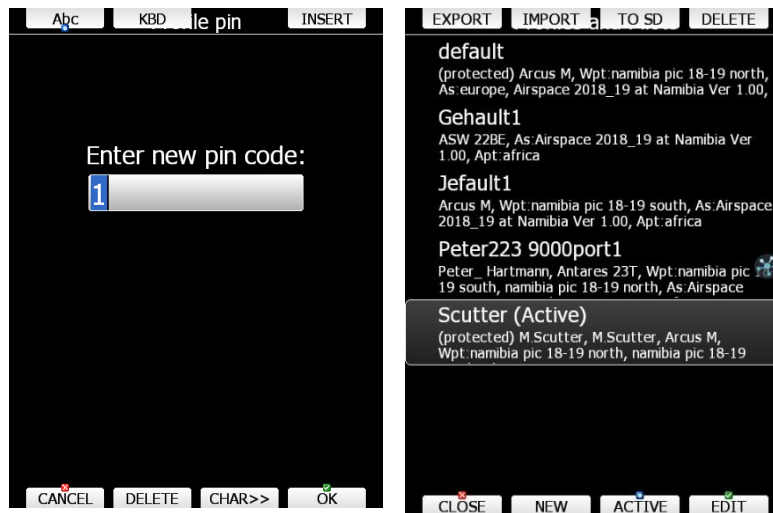 Abc KBD ile pin INSERT
Enter new pin code:
1
CANCEL DELETE CHAR>> OK
EXPORT IMPORT TO SD DELETE
default
(protected) Arcus M, Wpt:namibia pic 18-19 north,
As:europe, Airspace 2018_19 at Namibia Ver 1.00,
Gehault1
ASW 22BE, As:Airspace 2018_19 at Namibia Ver
1.00, Apt:africa
Jefault1
Arcus M, Wpt:namibia pic 18-19 south, As:Airspace
2018_19 at Namibia Ver 1.00, Apt:africa
Peter223 9000port1
Peter_ Hartmann, Antares 23T, Wpt:namibia pic
19 south, namibia pic 18-19 north, As:Airspace
Scutter (Active)
(protected) M.Scutter, M.Scutter, Arcus M,
Wpt:namibia pic 18-19 north, namibia pic 18-19
CLOSE NEW ACTIVE EDIT